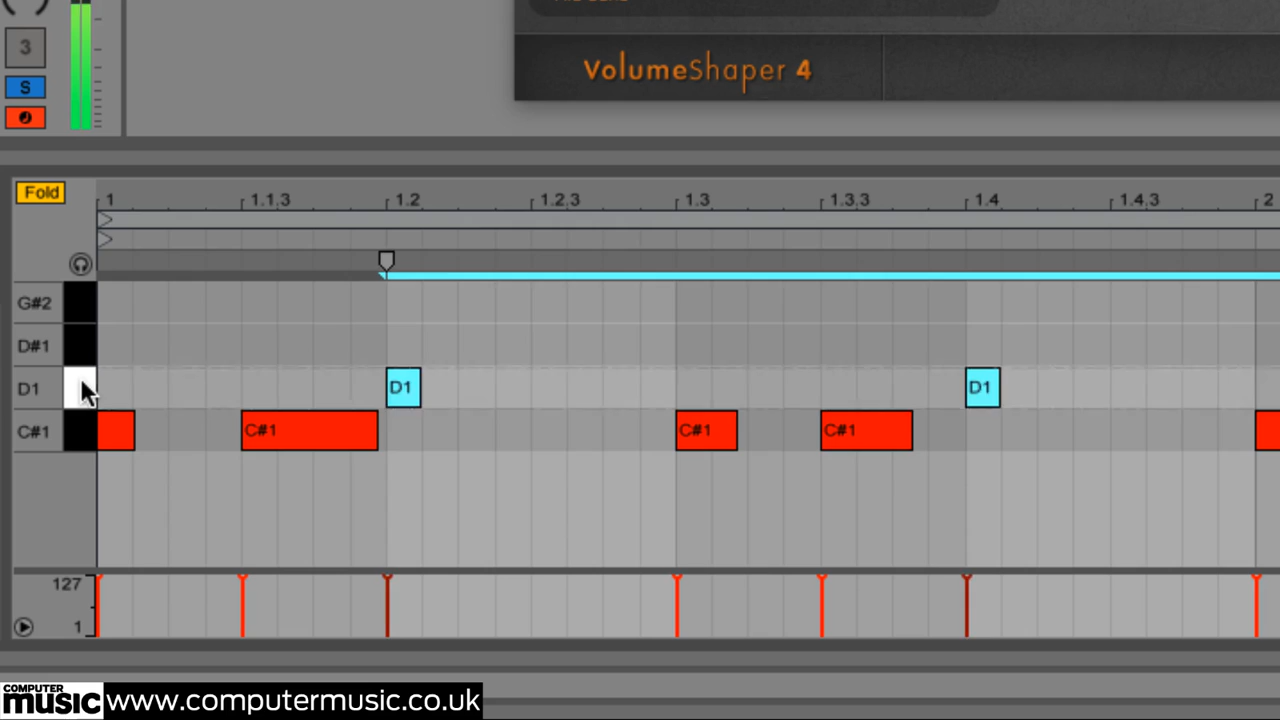 3
VolumeShaper 4
S
Fold
1 1.1.3 1.2 1.2.3 1.3 1.3.3 1.4 1.4.3 2
G#2
D#1
D1 D1 D1
C#1 C#1 C#1 C#1
127
1
COMPUTER
music www.computermusic.co.uk